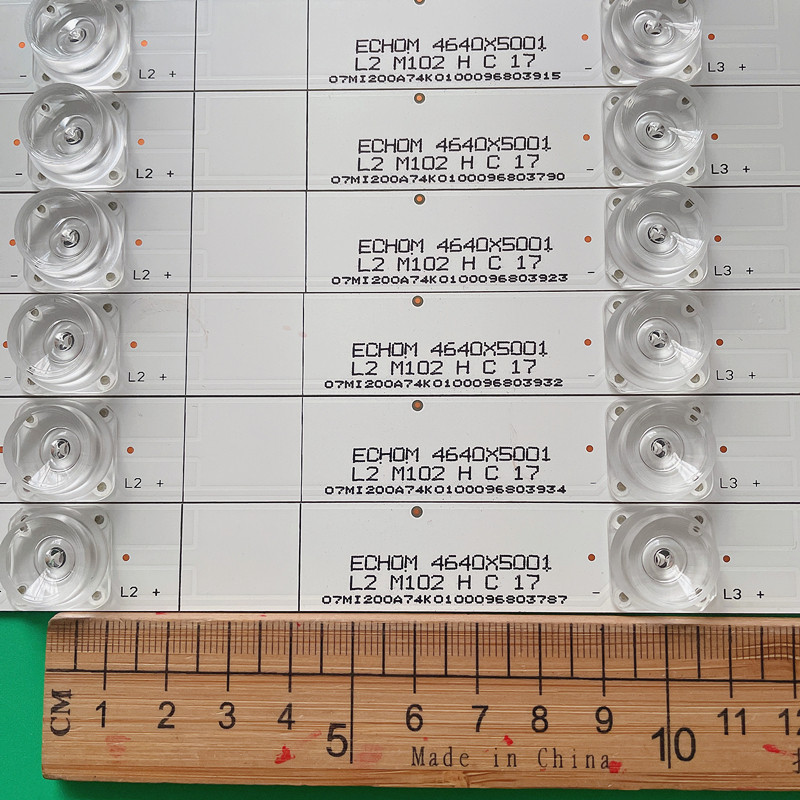 - L2 + ECHOM 4640X5001 - L3 +
L2 M102 H C 17
07MI200A74K0100096803915
- L2 + ECHOM 4640X5001 - L3 +
L2 M102 H C 17
07MI200A74K0100096803790
- L2 + ECHOM 4640X5001 - L3 +
L2 M102 H C 17
07MI200A74K0100096803923
- L2 + ECHOM 4640X5001 - L3 +
L2 M102 H C 17
07MI200A74K0100096803932
- L2 + ECHOM 4640X5001 - L3 +
L2 M102 H C 17
07MI200A74K0100096803934
L2 + ECHOM 4640X5001 - L3 +
L2 M102 H C 17
07MI200A74K0100096803787
CM 1 2 3 4 5 6 7 8 9 10 11 12
Made in China